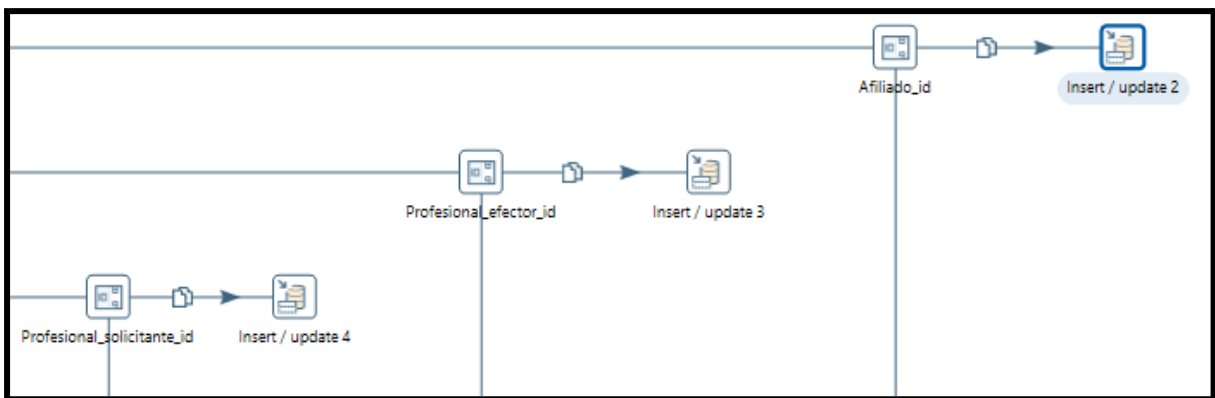 Afiliado_id
Insert / update 2
Profesional_efector_id
Insert / update 3
Profesional_solicitante_id
Insert / update 4